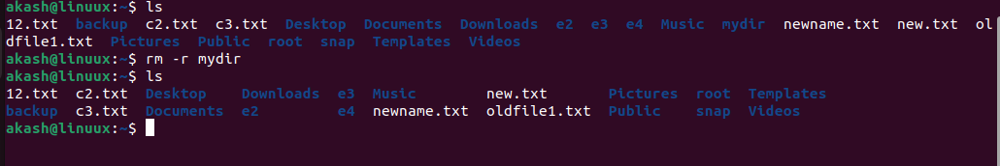 akash@linuux:~$ ls
12.txt backup c2.txt c3.txt Desktop Documents Downloads e2 e3 e4 Music mydir newname.txt new.txt ol
dfile1.txt Pictures Public root snap Templates Videos
akash@linuux:~$ rm -r mydir
akash@linuux:~$ ls
12.txt c2.txt Desktop Downloads e3 Music new.txt Pictures root Templates
backup c3.txt Documents e2 e4 newname.txt oldfile1.txt Public snap Videos
akash@linuux:~$